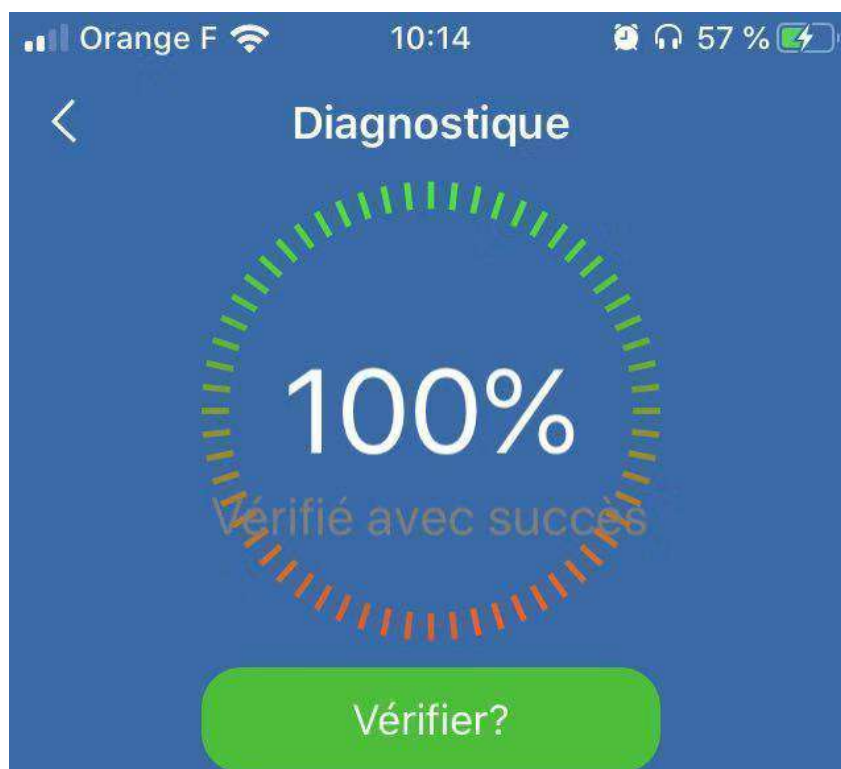 Orange F 10:14 57 %
Diagnostique
100%
Vérifié avec succès
Vérifier?